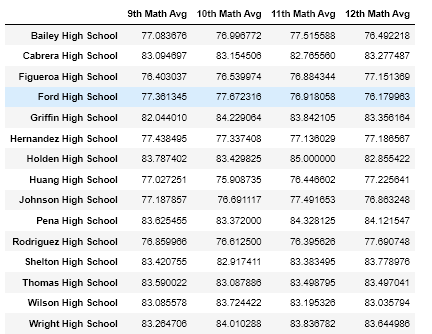 9th Math Avg 10th Math Avg 11th Math Avg 12th Math Avg
Bailey High School 77.083676 76.996772 77.515588 76.492218
Cabrera High School 83.094697 83.154506 82.765560 83.277487
Figueroa High School 76.403037 76.539974 76.884344 77.151369
Ford High School 77.361345 77.672316 76.918058 76.179963
Griffin High School 82.044010 84.229064 83.842105 83.356164
Hernandez High School 77.438495 77.337408 77.136029 77.186567
Holden High School 83.787402 83.429825 85.000000 82.855422
Huang High School 77.027251 75.908735 76.446602 77.225641
Johnson High School 77.187857 76.691117 77.491653 76.863248
Pena High School 83.625455 83.372000 84.328125 84.121547
Rodriguez High School 76.859966 76.612500 76.395626 77.690748
Shelton High School 83.420755 82.917411 83.383495 83.778976
Thomas High School 83.590022 83.087886 83.498795 83.497041
Wilson High School 83.085578 83.724422 83.195326 83.035794
Wright High School 83.264706 84.010288 83.836782 83.644986